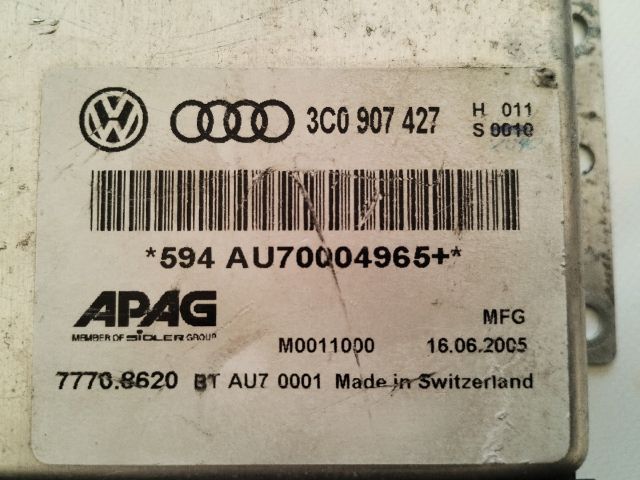 3C0 907 427 H 011
S 0010
*594 AU70004965+*
APAG
MEMBER OF SIDLER GROUP
MFG
M0011000 16.06.2005
7770.8620 BT AU7 0001 Made in Switzerland